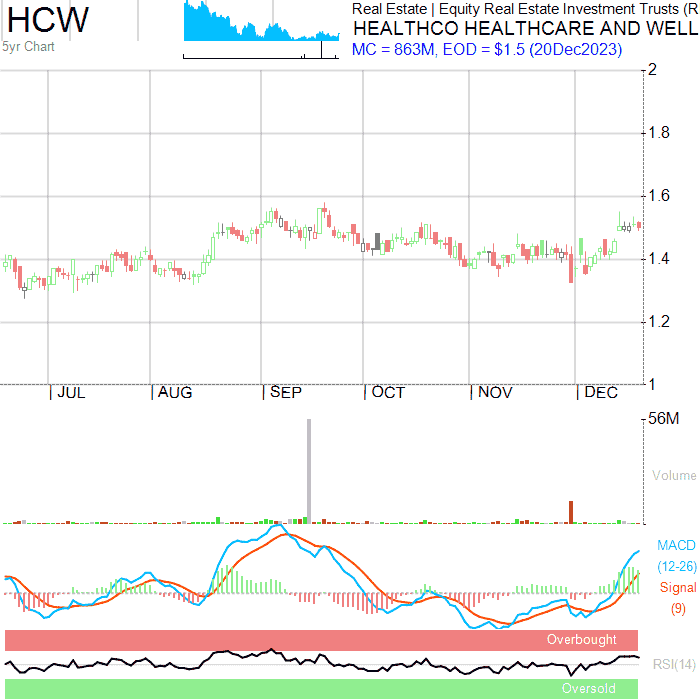 HCW
5yr Chart
Real Estate | Equity Real Estate Investment Trusts (R
HEALTHCO HEALTHCARE AND WELL
MC = 863M, EOD = $1.5 (20Dec2023)
2
1.8
1.6
1.4
1.2
1
JUL AUG SEP OCT NOV DEC
56M
Volume
MACD
(12-26)
Signal
(9)
Overbought
RSI(14)
Oversold